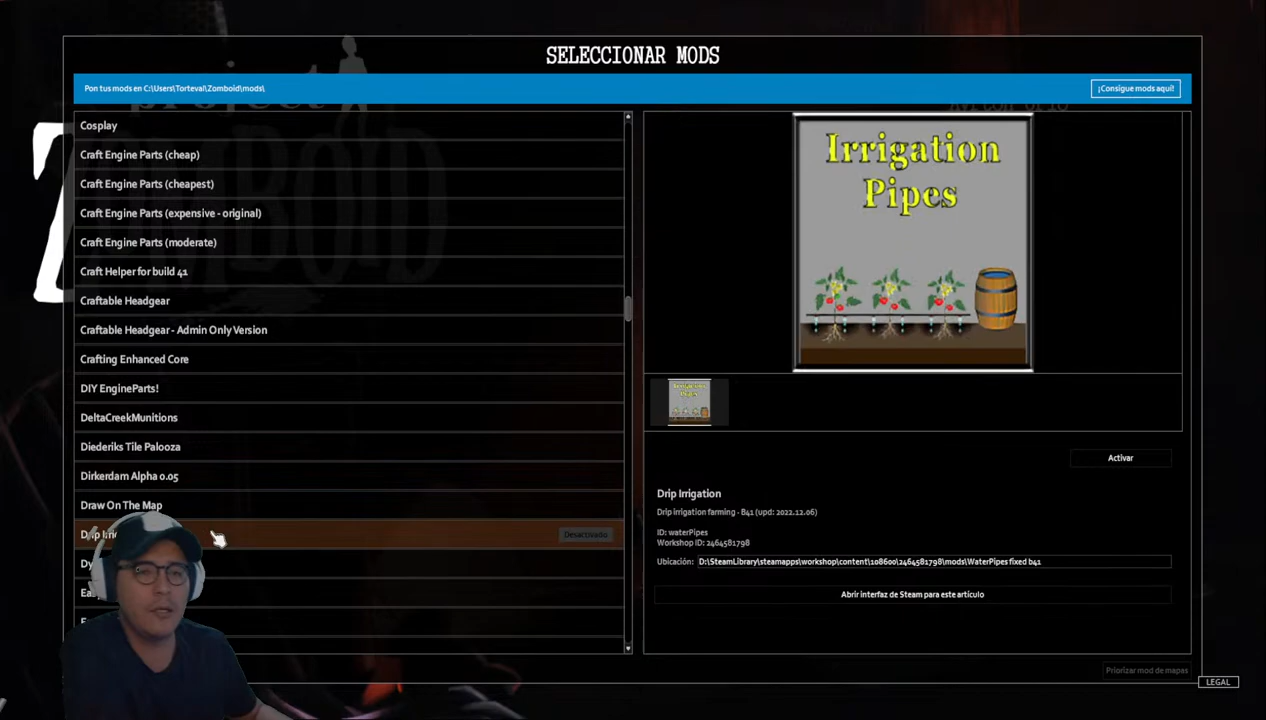 SELECCIONAR MODS
Pon tus mods en C:\Users\Torteval\Zomboid\mods\
¡Consigue mods aquí!
project
ZOMBOID
Cosplay
Craft Engine Parts (cheap)
Craft Engine Parts (cheapest)
Craft Engine Parts (expensive - original)
Craft Engine Parts (moderate)
Craft Helper for build 41
Craftable Headgear
Craftable Headgear - Admin Only Version
Crafting Enhanced Core
DIY EngineParts!
DeltaCreekMunitions
Diederiks Tile Palooza
Dirkerdam Alpha 0.05
Draw On The Map
Drip
Desactivado
Irrigation
Pipes
Irrigation
Pipes
Activar
Drip Irrigation
Drip irrigation farming - B41 (upd: 2022.12.06)
ID: waterPipes
Workshop ID: 2464581798
Ubicación: D:\SteamLibrary\steamapps\workshop\content\108600\2464581798\mods\WaterPipes fixed b41
Abrir interfaz de Steam para este artículo
Priorizar mod de mapas
LEGAL